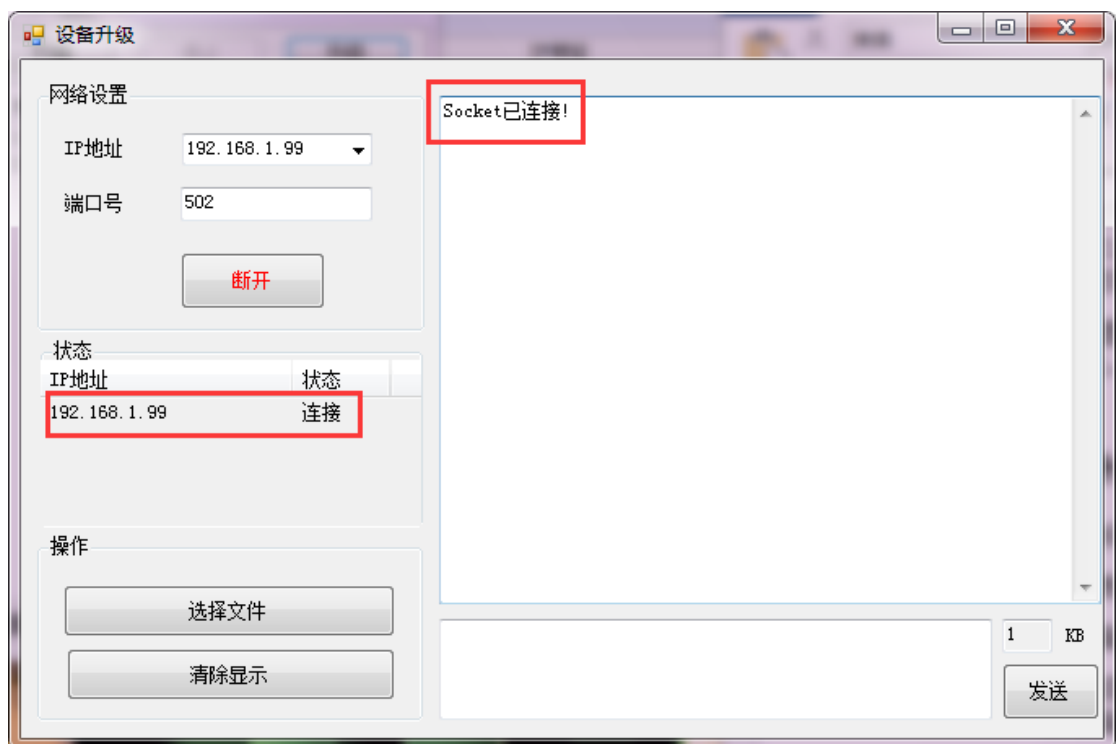 设备升级
网络设置
IP地址 192.168.1.99
端口号 502
断开
状态
IP地址 状态
192.168.1.99 连接
操作
选择文件
清除显示
Socket已连接!
1 KB
发送